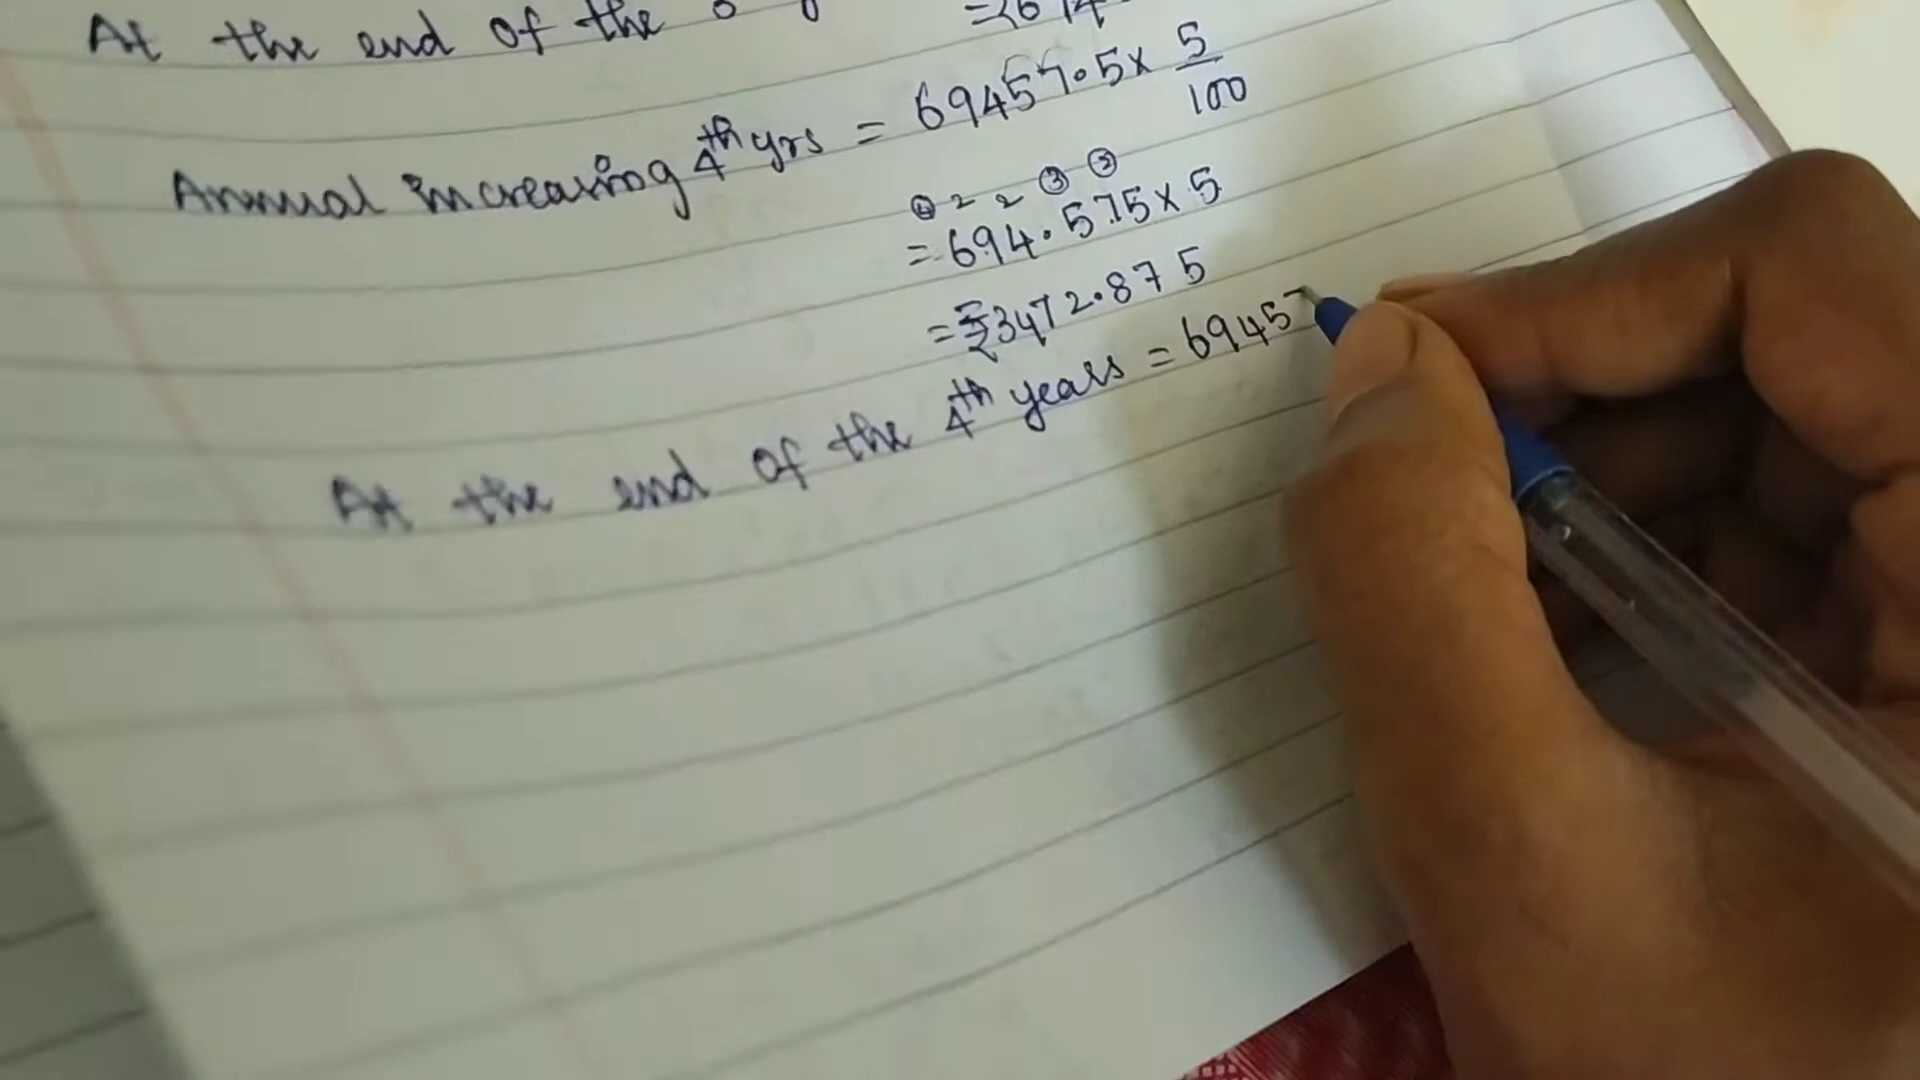 At the end of the
Annual increasing 4th yrs = 69457.5 × 5/100
= 694.575 × 5
= ₹3472.875
At the end of the 4th years = 69457